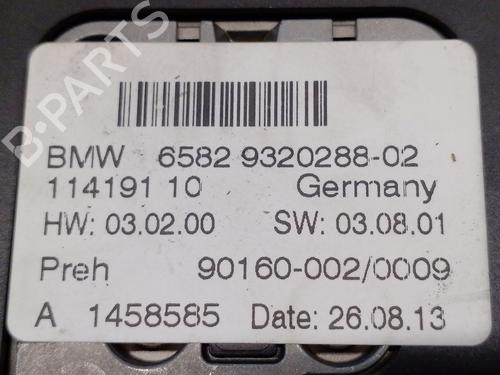 BMW 6582 9320288-02
114191 10 Germany
HW: 03.02.00 SW: 03.08.01
Preh 90160-002/0009
A 1458585 Date: 26.08.13
B-PARTS